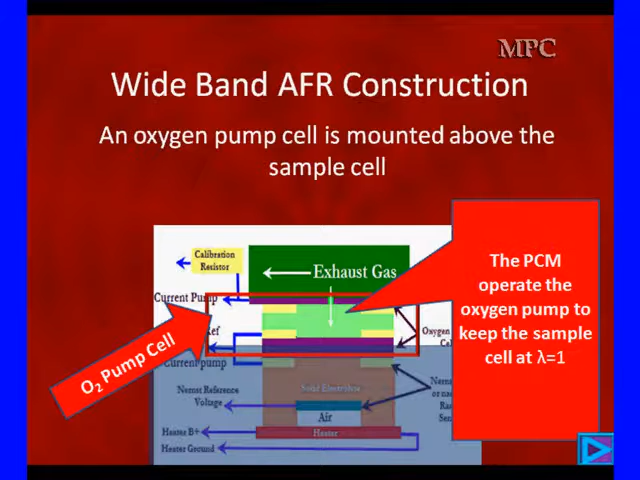 MPC
Wide Band AFR Construction
An oxygen pump cell is mounted above the
sample cell
Calibration
Resistor
Exhaust Gas
Current Pump
Ref
Oxygen
Current pump
O₂ Pump Cell
The PCM
operate the
oxygen pump to
keep the sample
cell at λ=1
Nernst Reference
Voltage
Solid Electrolyte
Air
Heater B+
Heater
Heater Ground